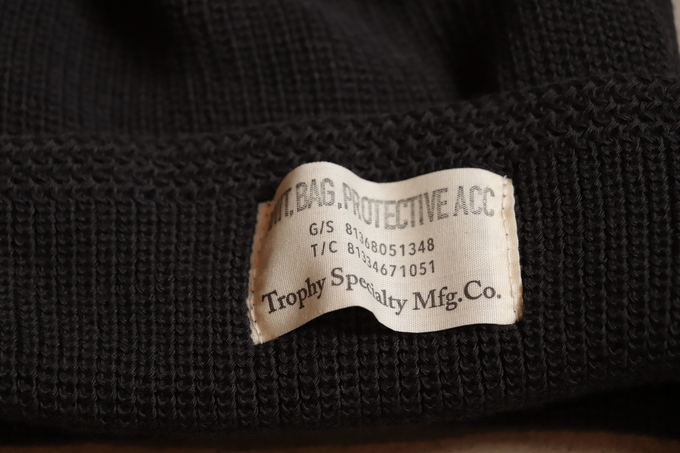 BAG, PROTECTIVE ACC
G/S 81368051348
T/C 81334671051
Trophy Specialty Mfg.Co.